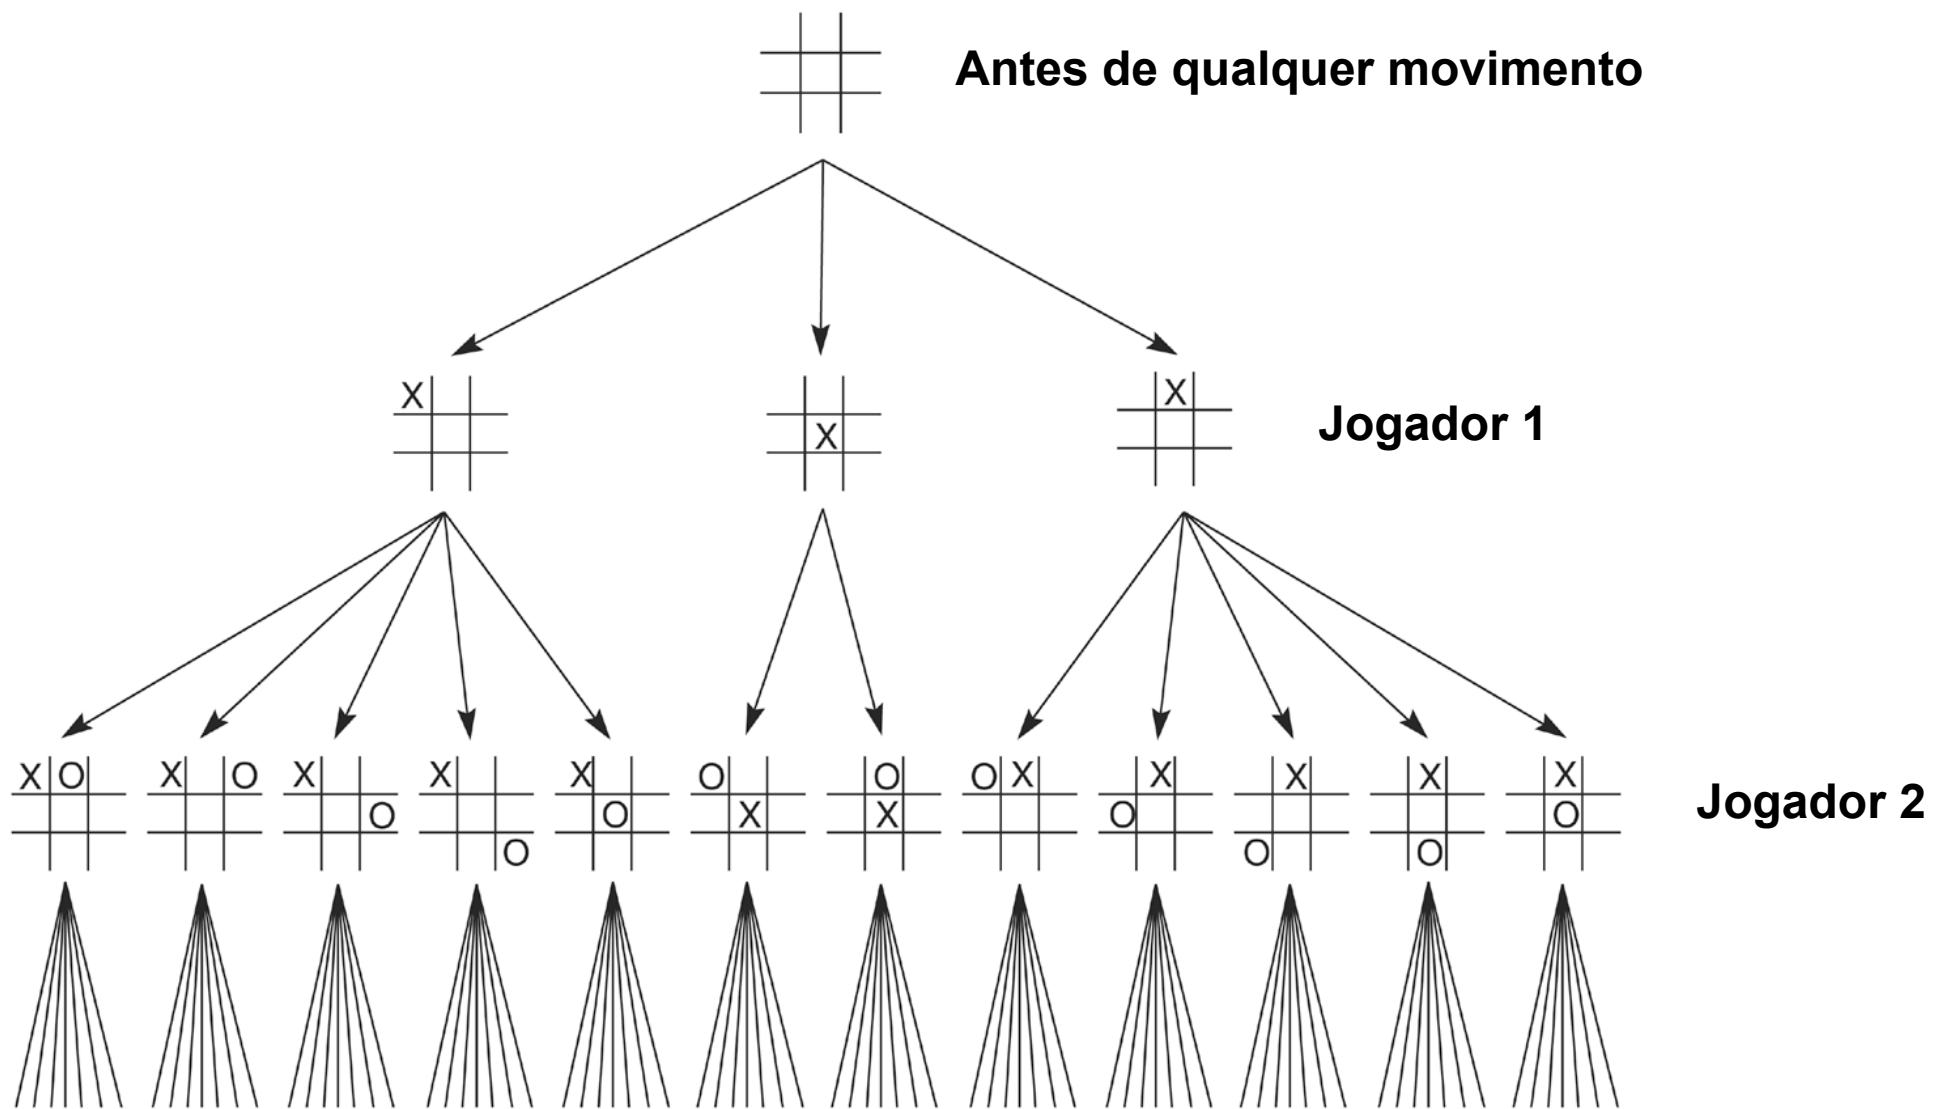 Antes de qualquer movimento
X X X Jogador 1
X O X O X X X O O X O X X X X
O O X X O O
O O O Jogador 2